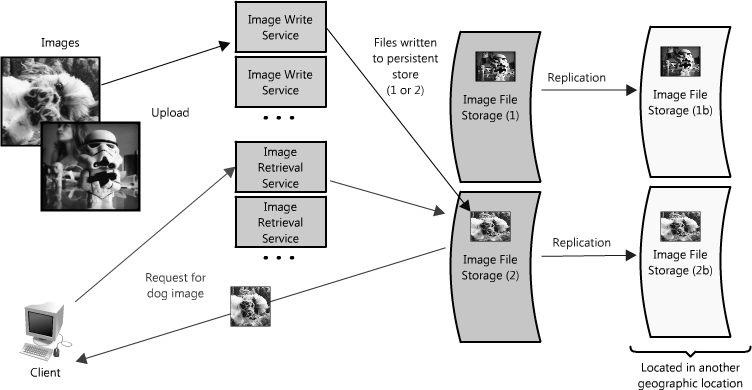 Images
Upload
Image Write
Service
Image Write
Service
• • •
Files written
to persistent
store
(1 or 2)
Image File
Storage (1)
Replication
Image File
Storage (1b)
Image
Retrieval
Service
Image
Retrieval
Service
• • •
Image File
Storage (2)
Replication
Image File
Storage (2b)
Request for
dog image
Client
Located in another
geographic location